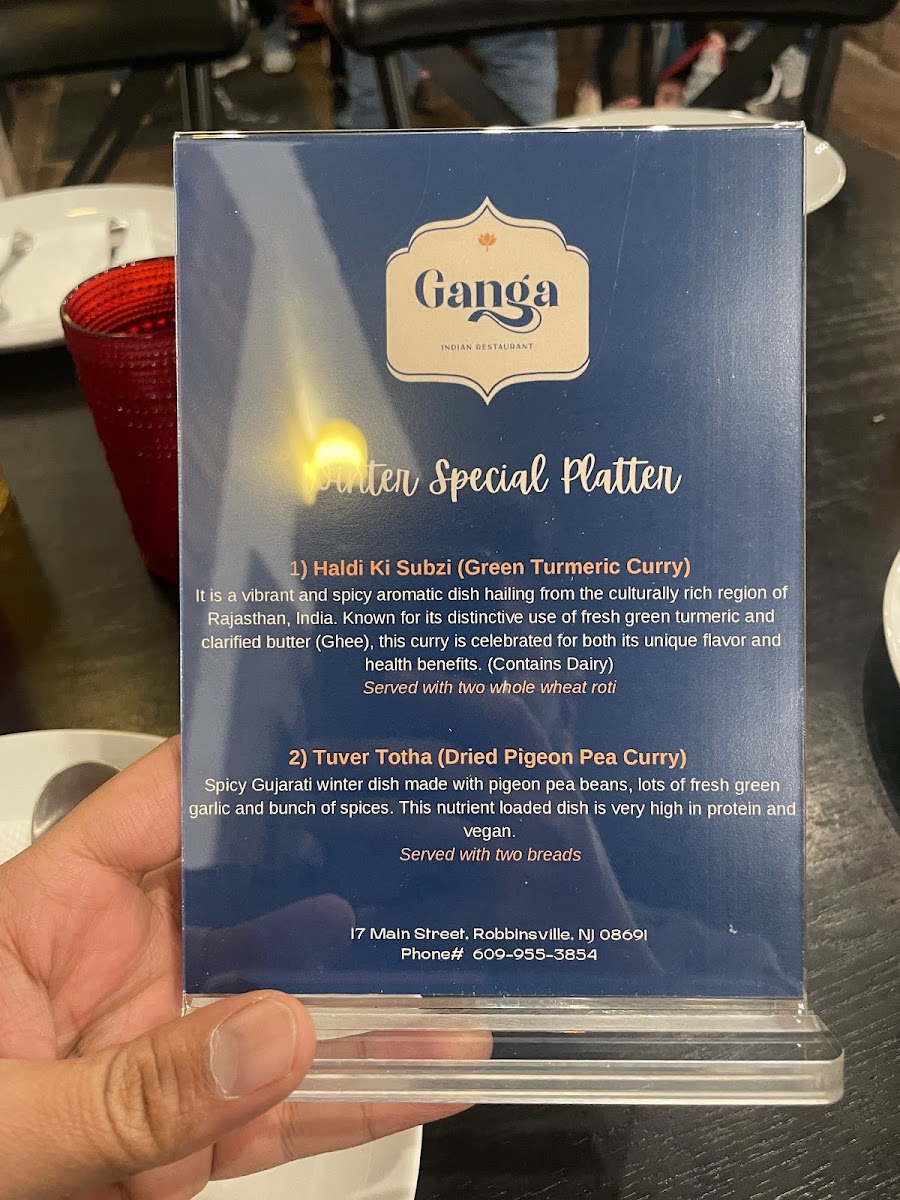 Ganga
INDIAN RESTAURANT
Winter Special Platter
1) Haldi Ki Subzi (Green Turmeric Curry)
It is a vibrant and spicy aromatic dish hailing from the culturally rich region of
Rajasthan, India. Known for its distinctive use of fresh green turmeric and
clarified butter (Ghee), this curry is celebrated for both its unique flavor and
health benefits. (Contains Dairy)
Served with two whole wheat roti
2) Tuver Totha (Dried Pigeon Pea Curry)
Spicy Gujarati winter dish made with pigeon pea beans, lots of fresh green
garlic and bunch of spices. This nutrient loaded dish is very high in protein and
vegan.
Served with two breads
17 Main Street, Robbinsville, NJ 08691
Phone# 609-955-3854